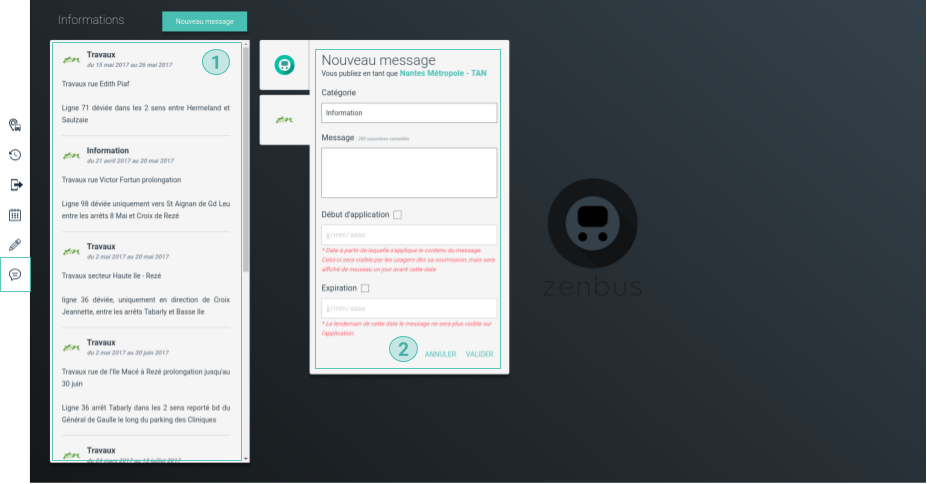 Informations
Nouveau message
1
Travaux
du 15 mai 2017 au 26 mai 2017
Travaux rue Edith Piaf
Ligne 71 déviée dans les 2 sens entre Hermeland et
Saulzaie
Information
du 21 avril 2017 au 20 mai 2017
Travaux rue Victor Fortun prolongation
Ligne 98 déviée uniquement vers St Aignan de Gd Leu
entre les arrêts 8 Mai et Croix de Rezé
Travaux
du 2 mai 2017 au 20 mai 2017
Travaux secteur Haute Ile - Rezé
ligne 36 déviée, uniquement en direction de Croix
Jeannette, entre les arrêts Tabarly et Basse Ile
Travaux
du 2 mai 2017 au 30 juin 2017
Travaux rue de l'Ile Macé à Rezé prolongation jusqu'au
30 juin
Ligne 36 arrêt Tabarly dans les 2 sens reporté bd du
Général de Gaulle le long du parking des Cliniques
Travaux
du 23 mars 2017 au 13 juillet 2017
Nouveau message
Vous publiez en tant que Nantes Métropole - TAN
Catégorie
Information
Message 250 caractères conseillés
Début d'application
jj/mm/aaaa
* Date à partir de laquelle s'applique le contenu du message.
Celui-ci sera visible par les usagers dès sa soumission, mais sera
affiché de nouveau un jour avant cette date
Expiration
jj/mm/aaaa
* Le lendemain de cette date le message ne sera plus visible sur
l'application
2
ANNULER VALIDER
zenbus